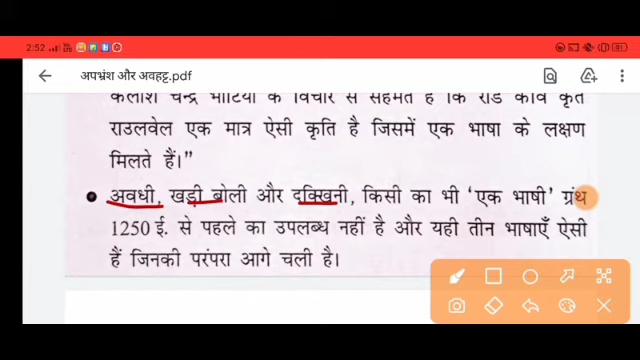 2:52
अपभ्रंश और अवहट्ट.pdf
कैलाश चन्द्र भाटिया के विचार से सहमत हैं कि रोड कवि कृत
राउलवेल एक मात्र ऐसी कृति है जिसमें एक भाषा के लक्षण
मिलते हैं।”
● अवधी, खड़ी बोली और दक्खिनी, किसी का भी ‘एक भाषी’ ग्रंथ
1250 ई. से पहले का उपलब्ध नहीं है और यही तीन भाषाएँ ऐसी
हैं जिनकी परंपरा आगे चली है।